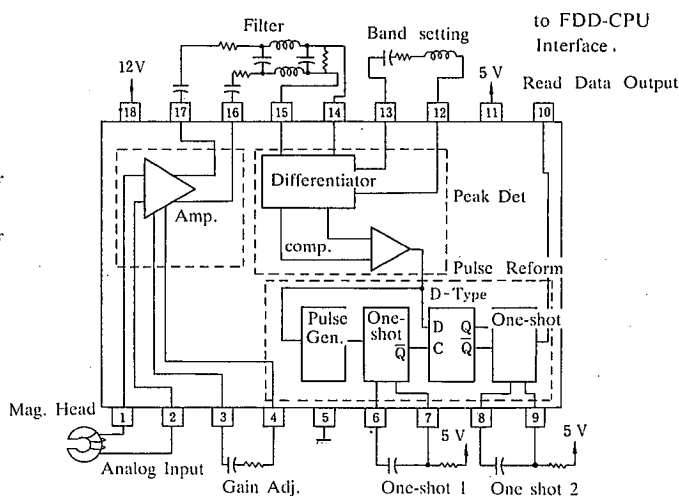 to FDD-CPU
Interface.
Filter
Band setting
12V
5 V
Read Data Output
18
17
16
15
14
13
12
11
10
Differentiator
Peak Det
Amp.
comp.
Pulse Reform
D-Type
Pulse
Gen.
One-
shot
Q
D Q
C Q
One-shot
Mag. Head
1
2
3
4
5
6
7
8
9
5 V
5 V
Analog Input
Gain Adj.
One-shot 1
One shot 2